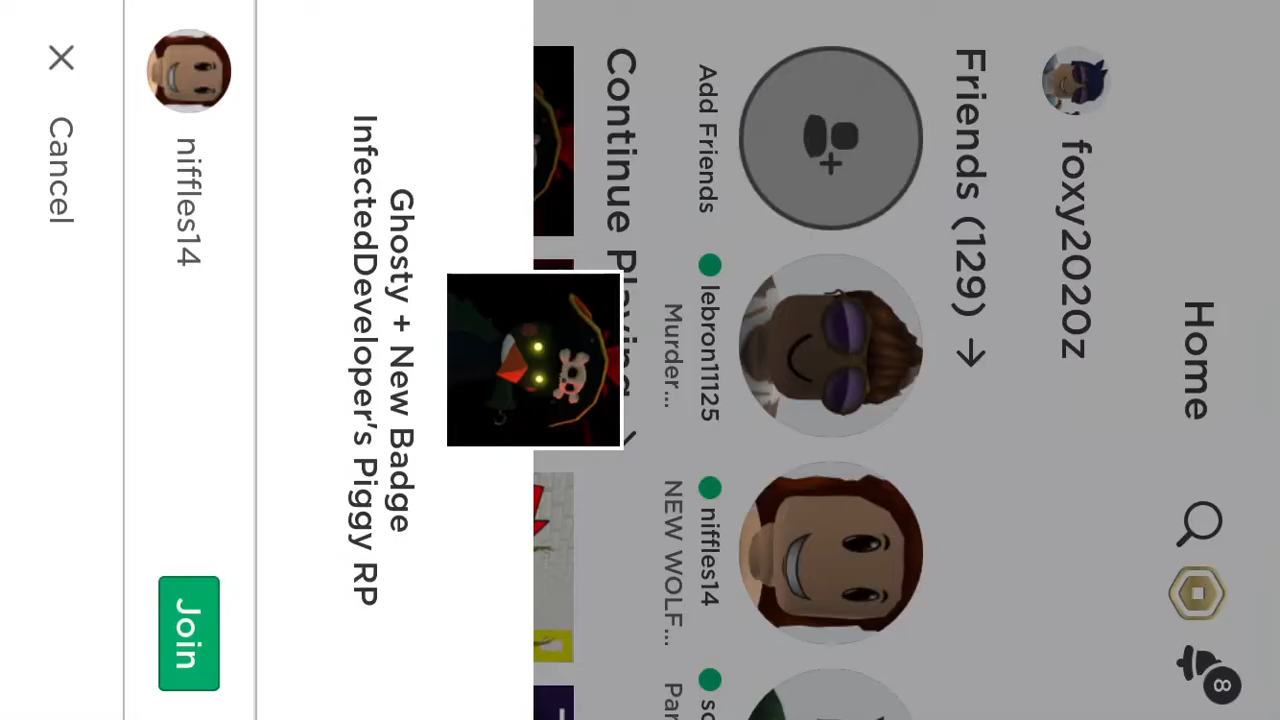 Home
8
foxy2020z
Friends (129) →
Add Friends
lebron11125
Murder...
niffles14
NEW WOLF...
Continue Playing
Ghosty + New Badge
InfectedDeveloper's Piggy RP
niffles14
Join
Cancel